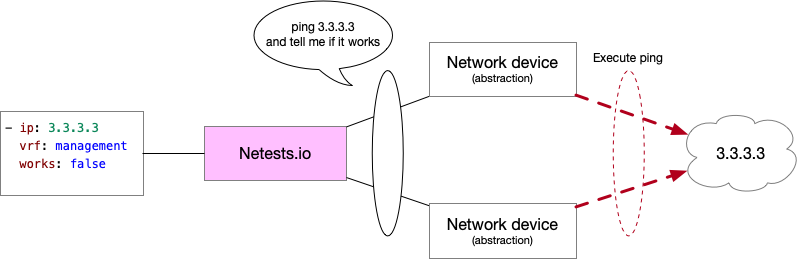 ping 3.3.3.3
and tell me if it works
Network device
(abstraction)
Execute ping
- ip: 3.3.3.3
vrf: management
works: false
Netests.io
3.3.3.3
Network device
(abstraction)